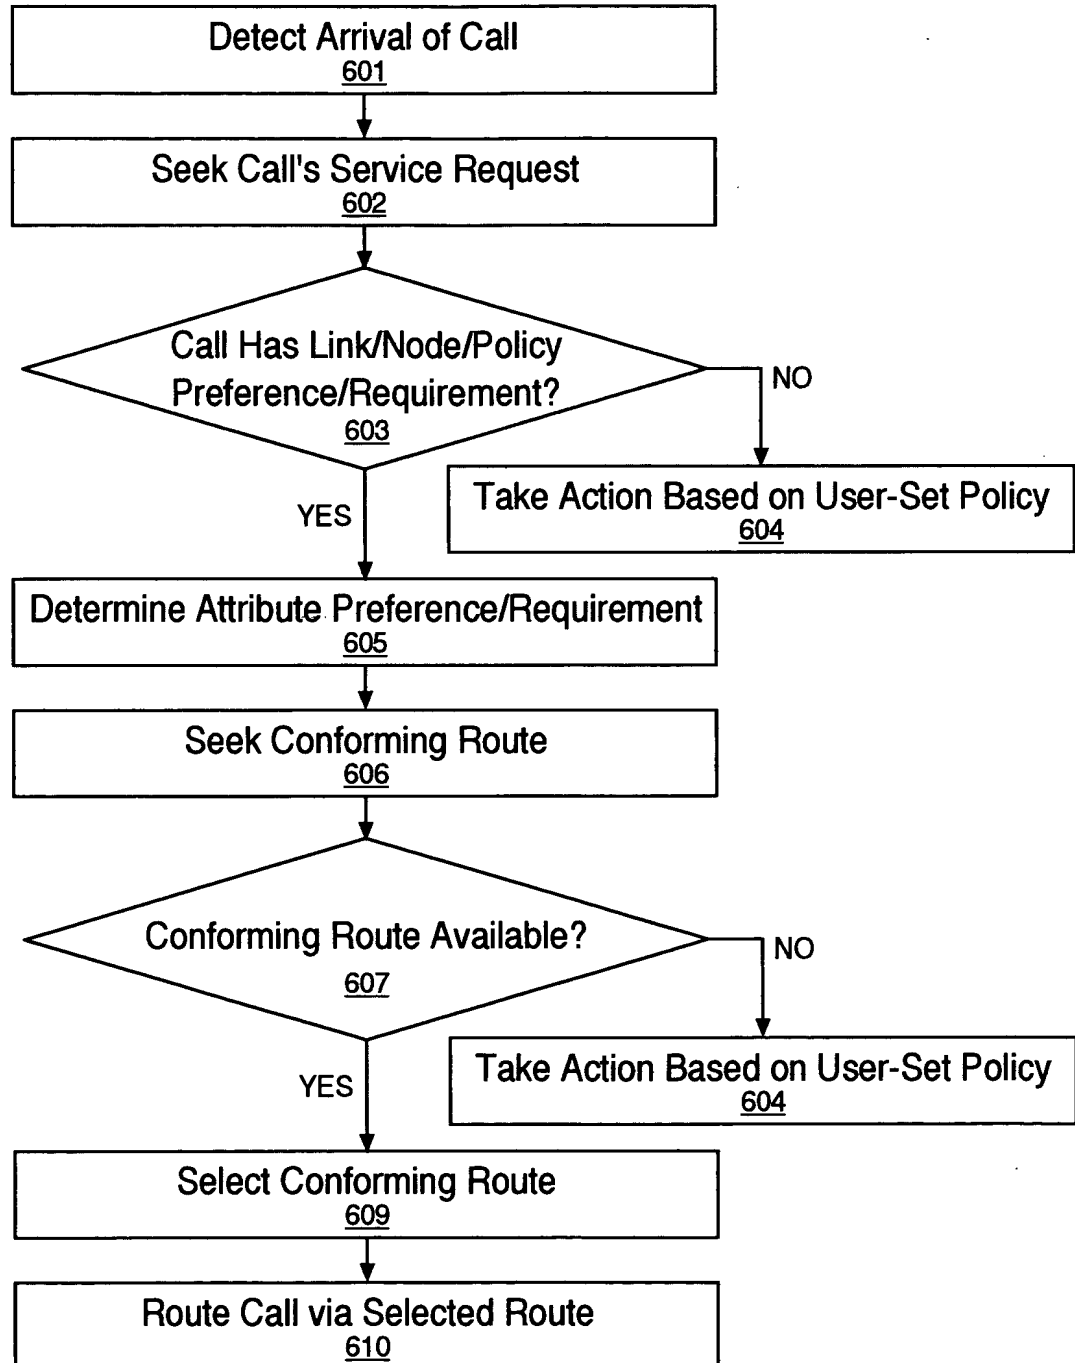 Detect Arrival of Call
601
Seek Call's Service Request
602
Call Has Link/Node/Policy
Preference/Requirement?
603
NO
Take Action Based on User-Set Policy
604
YES
Determine Attribute Preference/Requirement
605
Seek Conforming Route
606
Conforming Route Available?
607
NO
Take Action Based on User-Set Policy
604
YES
Select Conforming Route
609
Route Call via Selected Route
610